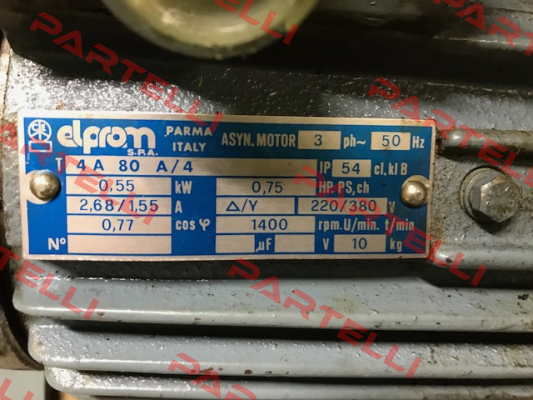 elprom
S.P.A.
PARMA
ITALY
ASYN. MOTOR 3 ph~ 50 Hz
T 4 A 80 A/4 IP 54 cl, kl B
0,55 kW 0,75 HP, PS, ch
2,68/1,55 A Δ/Y 220/380 V
0,77 cos φ 1400 rpm. U/min. t/min
Nº µF V 10 kg
PARTELLI
PARTELLI
PARTELLI
PARTELLI
PARTELLI
PARTELLI